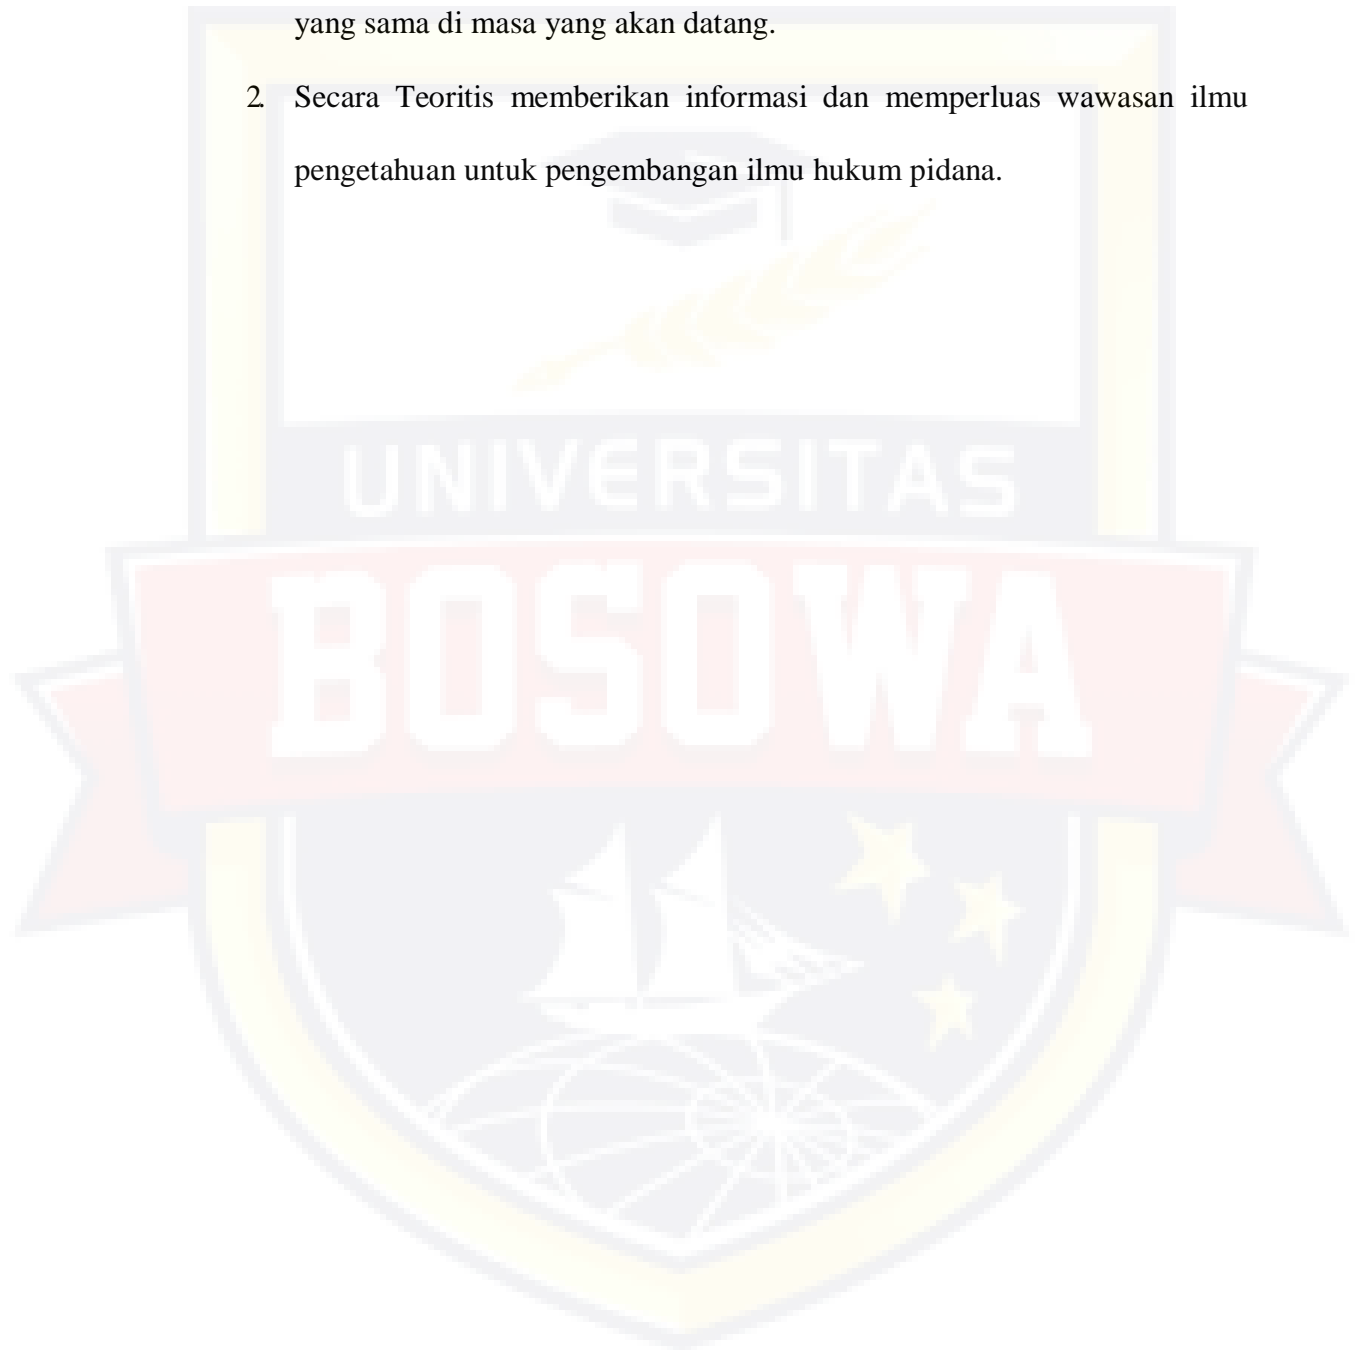 yang sama di masa yang akan datang.
2. Secara Teoritis memberikan informasi dan memperluas wawasan ilmu
pengetahuan untuk pengembangan ilmu hukum pidana.
UNIVERSITAS
BOSOWA